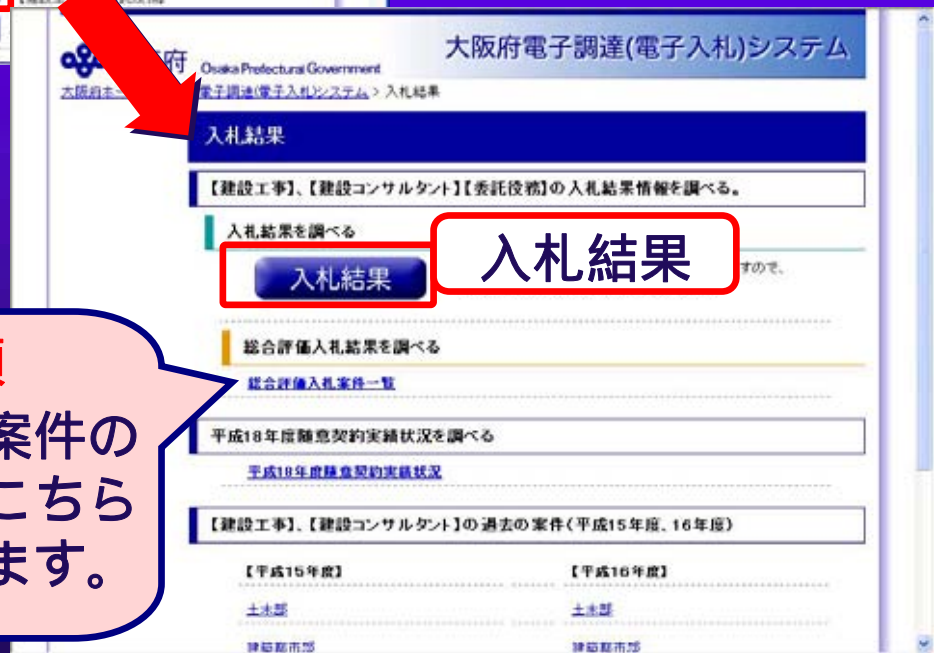 府 Osaka Prefectural Government
大阪府電子調達(電子入札)システム
大阪府ホー
電子調達(電子入札)システム > 入札結果
入札結果
【建設工事】、【建設コンサルタント】【委託役務】の入札結果情報を調べる。
入札結果を調べる
入札結果
入札結果
すので、
総合評価入札結果を調べる
総合評価入札案件一覧
案件の
こちら
ます。
平成18年度随意契約実績状況を調べる
平成18年度随意契約実績状況
【建設工事】、【建設コンサルタント】の過去の案件(平成15年度、16年度)
【平成15年度】 【平成16年度】
土木部 土木部
建築都市部 建築都市部